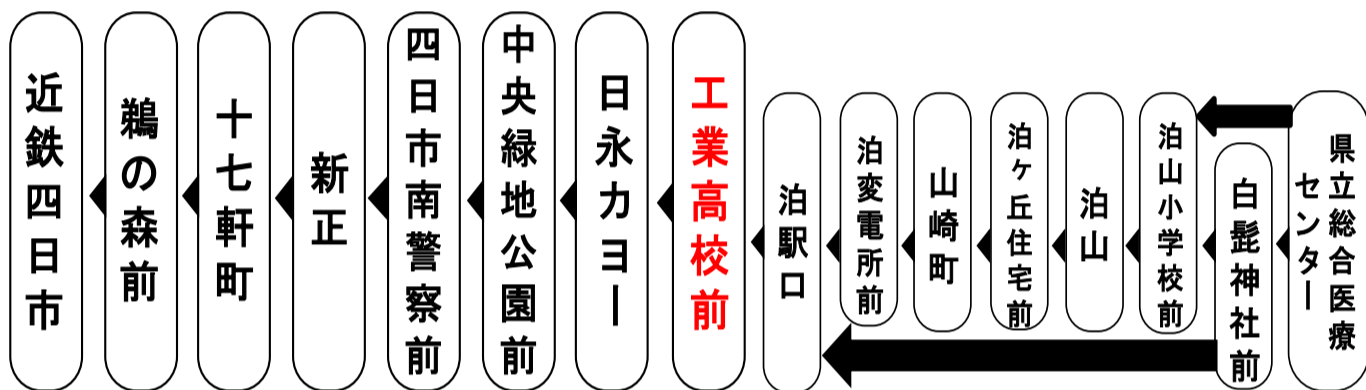 近鉄四日市
鵜の森前
十七軒町
新正
四日市南警察前
中央緑地公園前
日永カヨー
工業高校前
泊駅口
泊変電所前
山崎町
泊ヶ丘住宅前
泊山
泊山小学校前
白髭神社前
県立総合医療
センター